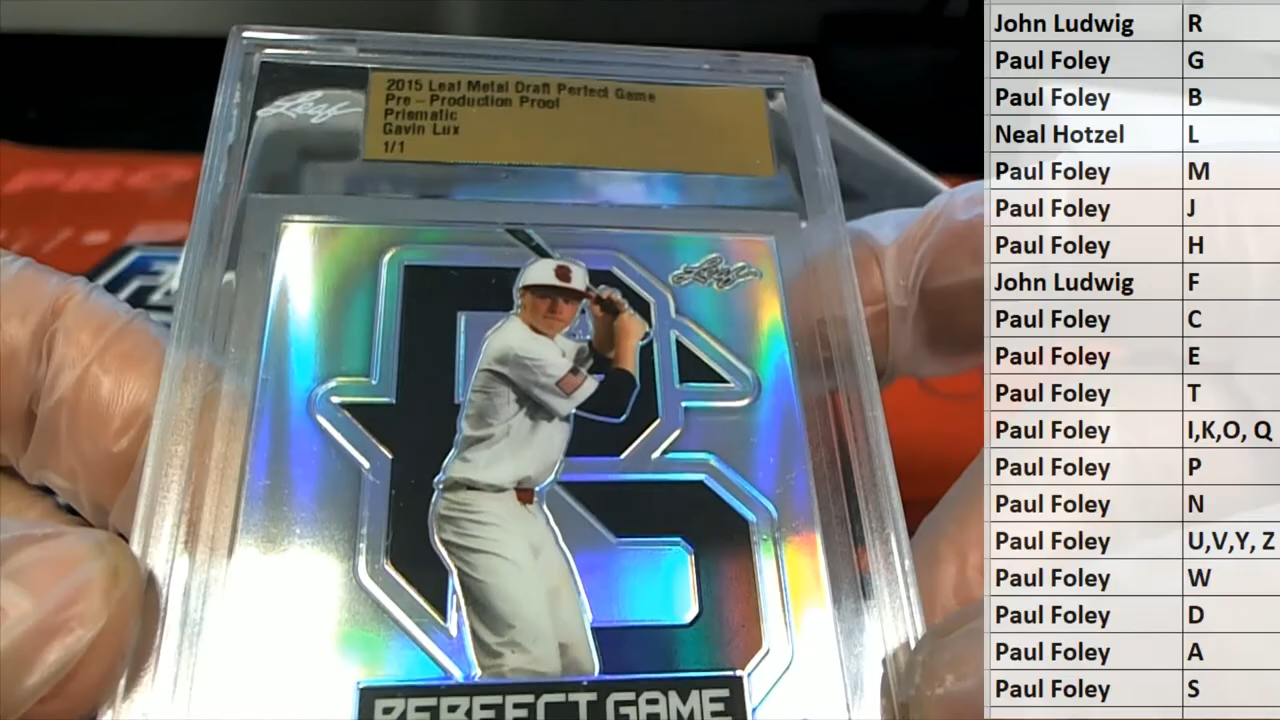 Leaf
2015 Leaf Metal Draft Perfect Game
Pre - Production Proof
Prismatic
Gavin Lux
1/1
Leaf
PERFECT GAME
John Ludwig R
Paul Foley G
Paul Foley B
Neal Hotzel L
Paul Foley M
Paul Foley J
Paul Foley H
John Ludwig F
Paul Foley C
Paul Foley E
Paul Foley T
Paul Foley I,K,O, Q
Paul Foley P
Paul Foley N
Paul Foley U,V,Y, Z
Paul Foley W
Paul Foley D
Paul Foley A
Paul Foley S